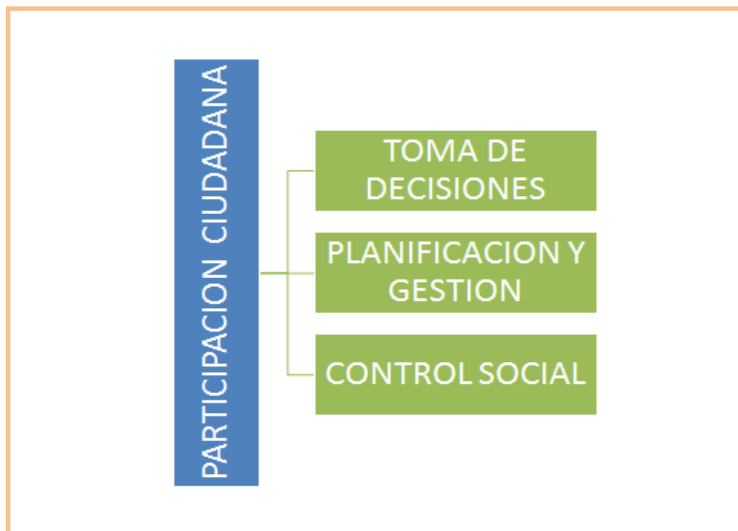 PARTICIPACION CIUDADANA
TOMA DE
DECISIONES
PLANIFICACION Y
GESTION
CONTROL SOCIAL